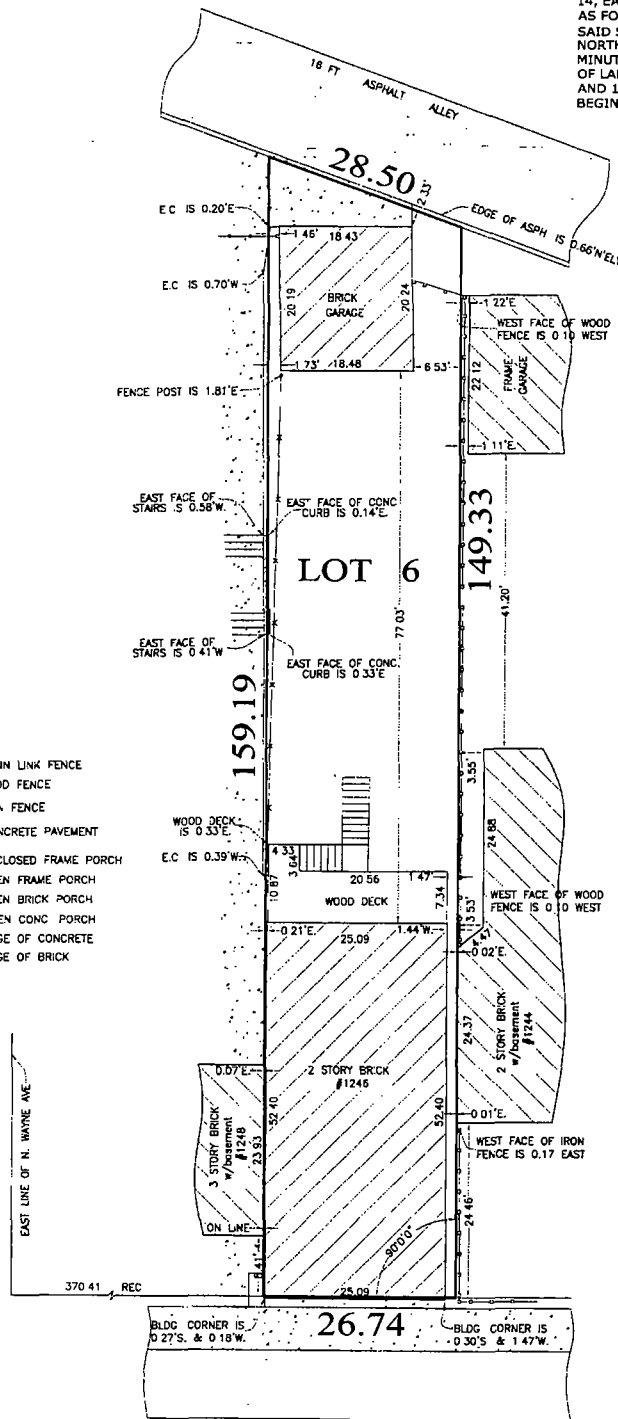 14, EA
AS FO
SAID S
NORTH
MINUT
OF LA
AND 1
BEGIN
18 FT ASPHALT ALLEY
28.50
2.33'
EDGE OF ASPH IS 0.66'N'ELY
E.C IS 0.20'E
1 46'
18 43
E.C IS 0.70'W
20 19
BRICK
GARAGE
20 24
1 22'E
WEST FACE OF WOOD
FENCE IS 0 10 WEST
22 12
FRAME
GARAGE
1.73'
18.48
6 53'
FENCE POST IS 1.81'E
1 11'E.
EAST FACE OF
STAIRS IS 0.58'W.
EAST FACE OF CONC
CURB IS 0.14'E.
LOT 6
149.33
41.20'
77 03'
EAST FACE OF
STAIRS IS 0 41'W
EAST FACE OF CONC.
CURB IS 0 33'E
159.19
IN LINK FENCE
OD FENCE
FENCE
NCRETE PAVEMENT
CLOSED FRAME PORCH
EN FRAME PORCH
EN BRICK PORCH
EN CONC PORCH
GE OF CONCRETE
GE OF BRICK
3.55'
24 88
WOOD DECK
IS 0 33'E.
E.C IS 0.39'W
4 33
3 64
10 87
20 56
1 47'
7.34
WOOD DECK
WEST FACE OF WOOD
FENCE IS 0 10 WEST
3.53'
4.47
0.21'E.
25.09
1.44'W.
0 02'E.
2 STORY BRICK
#1246
52.40
52.40
24.37
2 STORY BRICK
w/basement
#1244
0.07'E.
3 STORY BRICK
w/basement
#1248
23 93
0 01'E.
WEST FACE OF IRON
FENCE IS 0.17 EAST
24 46'
EAST LINE OF N. WAYNE AVE
ON LINE
8.41'
90°0'0"
370 41 REC
25.09
26.74
BLDG CORNER IS
0 27'S. & 0 18'W.
BLDG CORNER IS
0 30'S & 1 47'W.